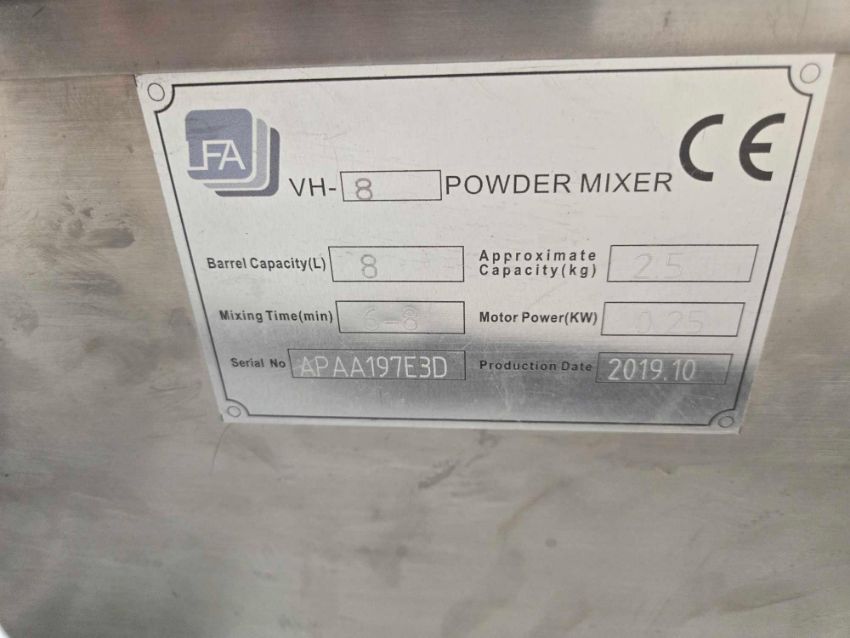 FA
VH-8 POWDER MIXER CE
Barrel Capacity(L) 8 Approximate Capacity(kg) 2.5
Mixing Time(min) 6-8 Motor Power(KW) 0.25
Serial No APAA197E3D Production Date 2019.10